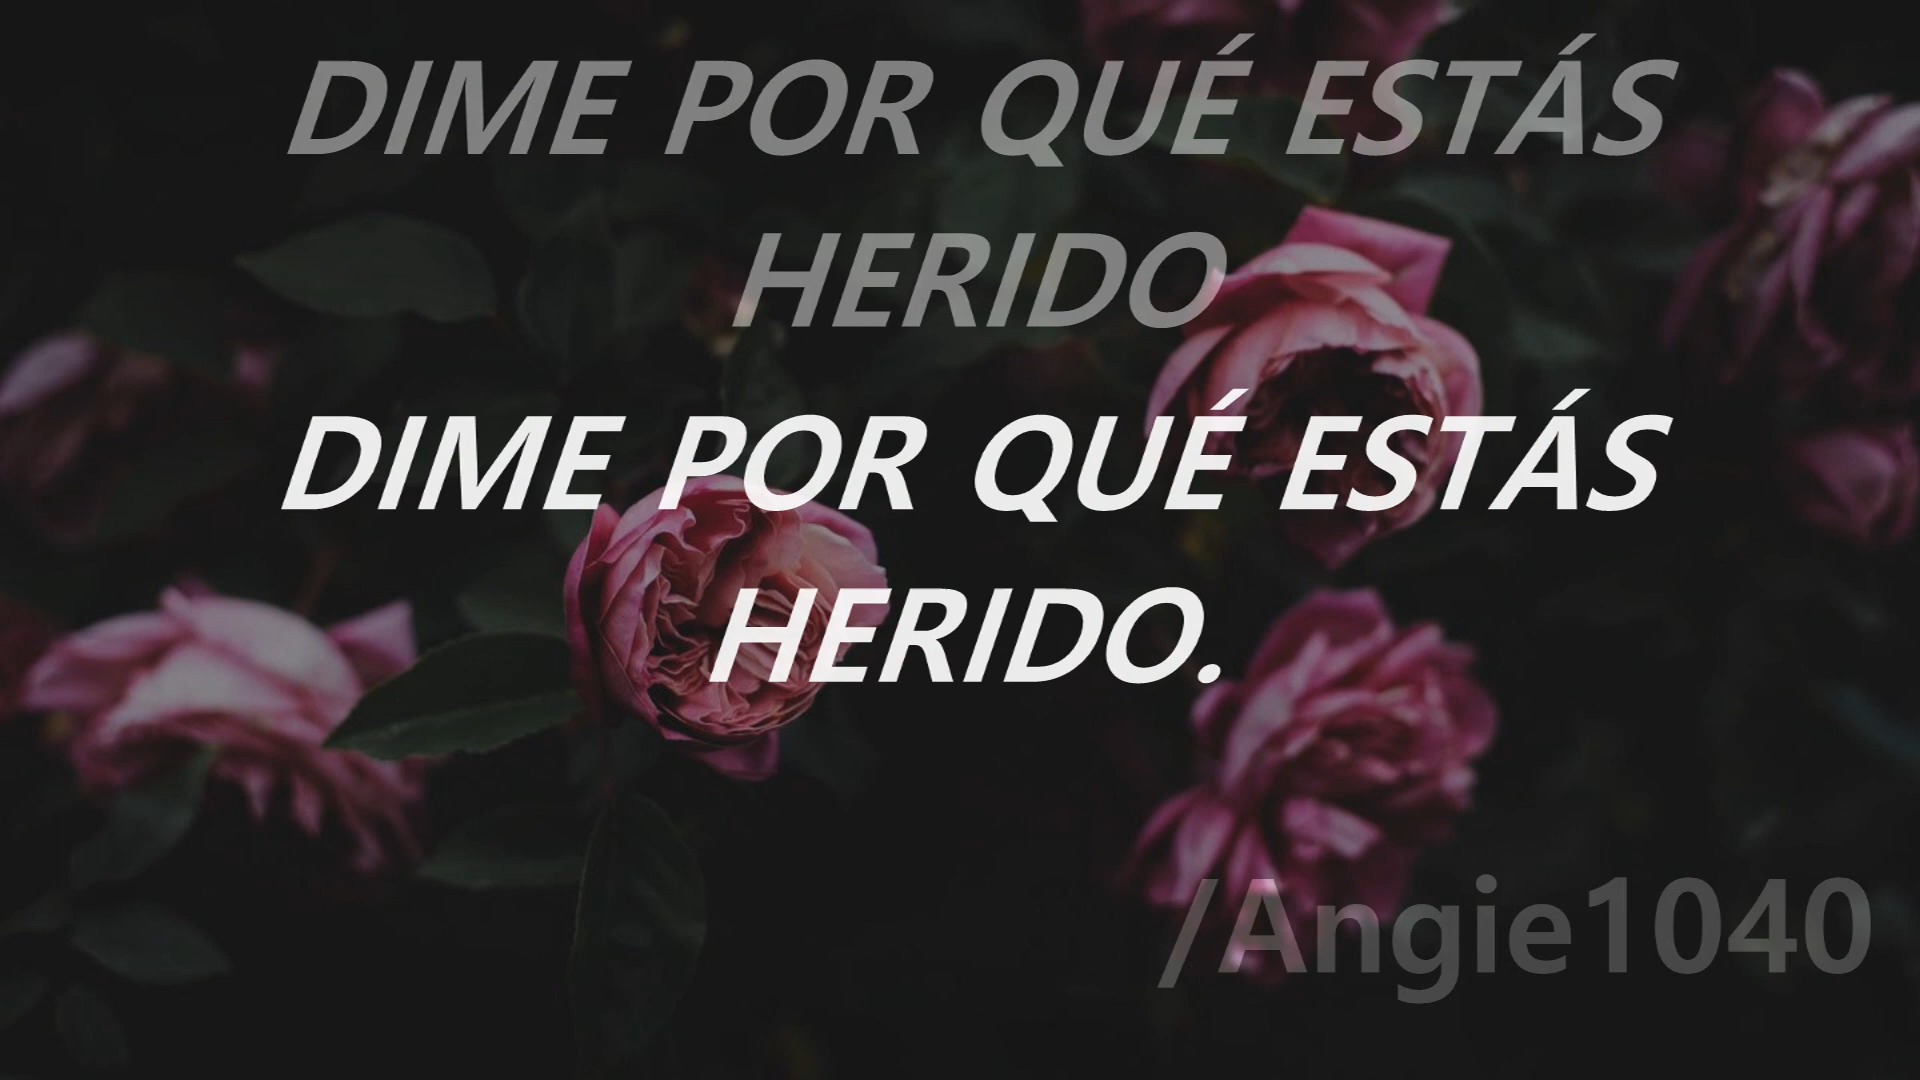 DIME POR QUÉ ESTÁS
HERIDO
DIME POR QUÉ ESTÁS
HERIDO.
/Angie1040